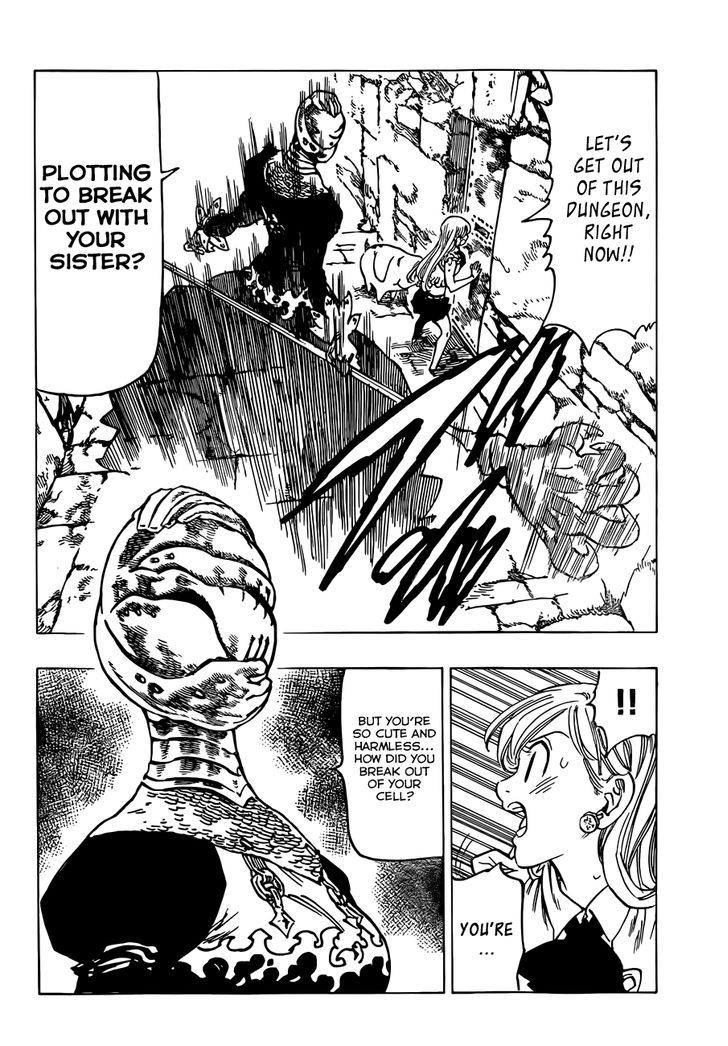 LET'S
GET OUT
OF THIS
DUNGEON,
RIGHT
NOW!!
PLOTTING
TO BREAK
OUT WITH
YOUR
SISTER?
!!
YOU'RE
...
BUT YOU'RE
SO CUTE AND
HARMLESS...
HOW DID YOU
BREAK OUT
OF YOUR
CELL?